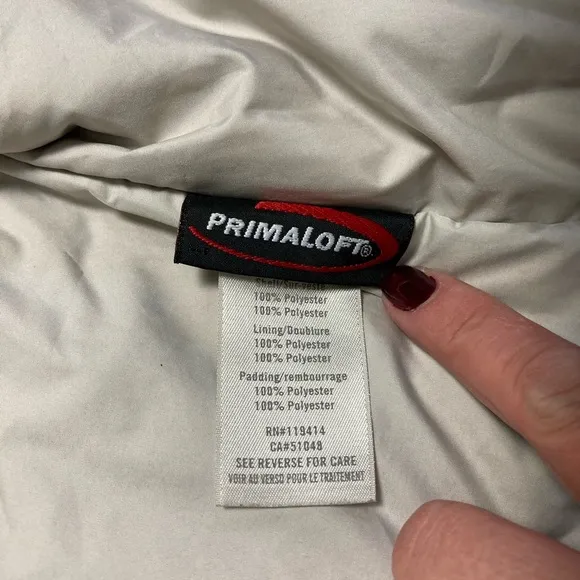 PRIMALOFT®
100% Polyester
100% Polyester
Lining/Doublure
100% Polyester
100% Polyester
Padding/rembourrage
100% Polyester
100% Polyester
RN#119414
CA#51048
SEE REVERSE FOR CARE
VOIR AU VERSO POUR LE TRAITEMENT